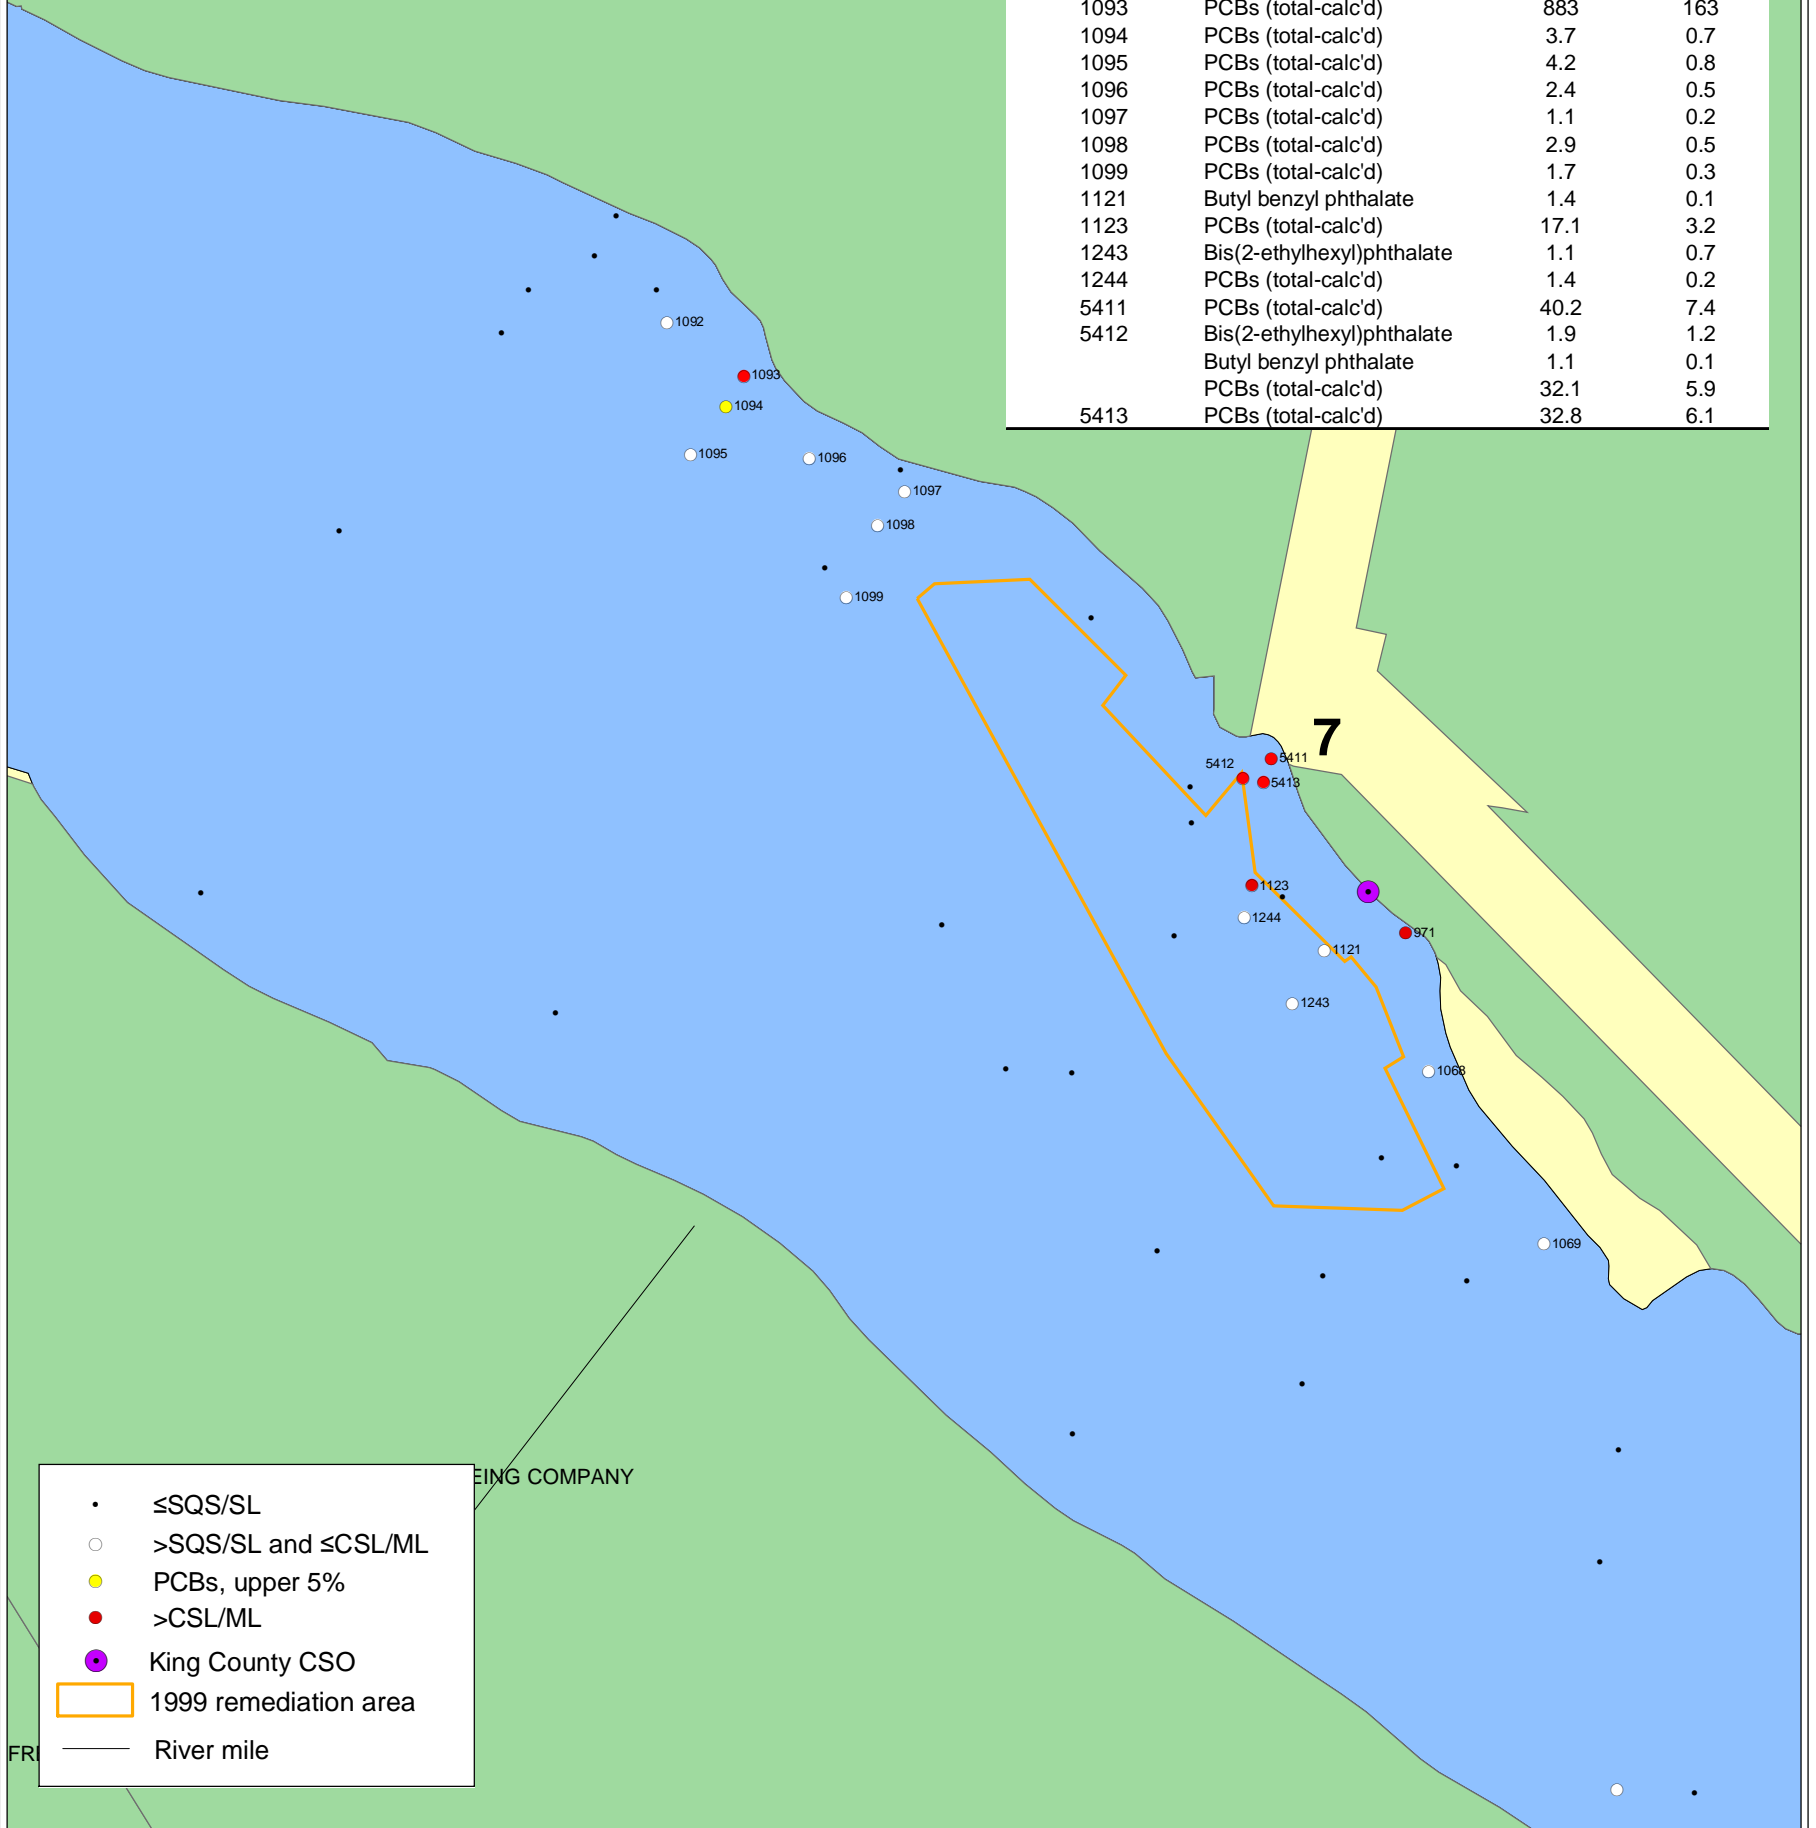 1093 PCBs (total-calc'd) 883 163
1094 PCBs (total-calc'd) 3.7 0.7
1095 PCBs (total-calc'd) 4.2 0.8
1096 PCBs (total-calc'd) 2.4 0.5
1097 PCBs (total-calc'd) 1.1 0.2
1098 PCBs (total-calc'd) 2.9 0.5
1099 PCBs (total-calc'd) 1.7 0.3
1121 Butyl benzyl phthalate 1.4 0.1
1123 PCBs (total-calc'd) 17.1 3.2
1243 Bis(2-ethylhexyl)phthalate 1.1 0.7
1244 PCBs (total-calc'd) 1.4 0.2
5411 PCBs (total-calc'd) 40.2 7.4
5412 Bis(2-ethylhexyl)phthalate 1.9 1.2
Butyl benzyl phthalate 1.1 0.1
PCBs (total-calc'd) 32.1 5.9
5413 PCBs (total-calc'd) 32.8 6.1
1092
1093
1094
1095
1096
1097
1098
1099
7
5411
5412
5413
1123
1244
971
1121
1243
1068
1069
EING COMPANY
≤SQS/SL
>SQS/SL and ≤CSL/ML
PCBs, upper 5%
>CSL/ML
King County CSO
1999 remediation area
River mile
FRI